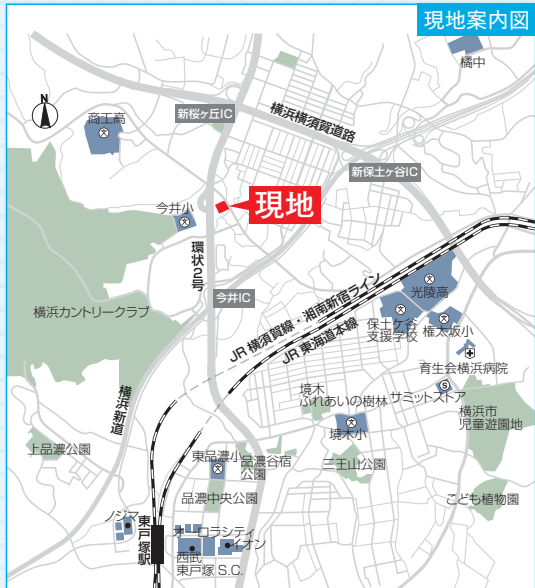 現地案内図
橘中
N
商工高
新桜ヶ丘IC
横浜横須賀道路
新保土ヶ谷IC
今井小
現地
環状2号
今井IC
光陵高
横浜カントリークラブ
JR横須賀線・湘南新宿ライン
JR東海道本線
保土ケ谷
支援学校
権太坂小
育生会横浜病院
横浜新道
境木
ふれあいの樹林
サミットストア
横浜市
児童遊園地
境木小
上品濃公園
東品濃小
品濃谷宿
公園
三王山公園
品濃中央公園
こども植物園
ノジマ
東戸塚駅
オーロラシティ
イオン
西武
東戸塚S.C.